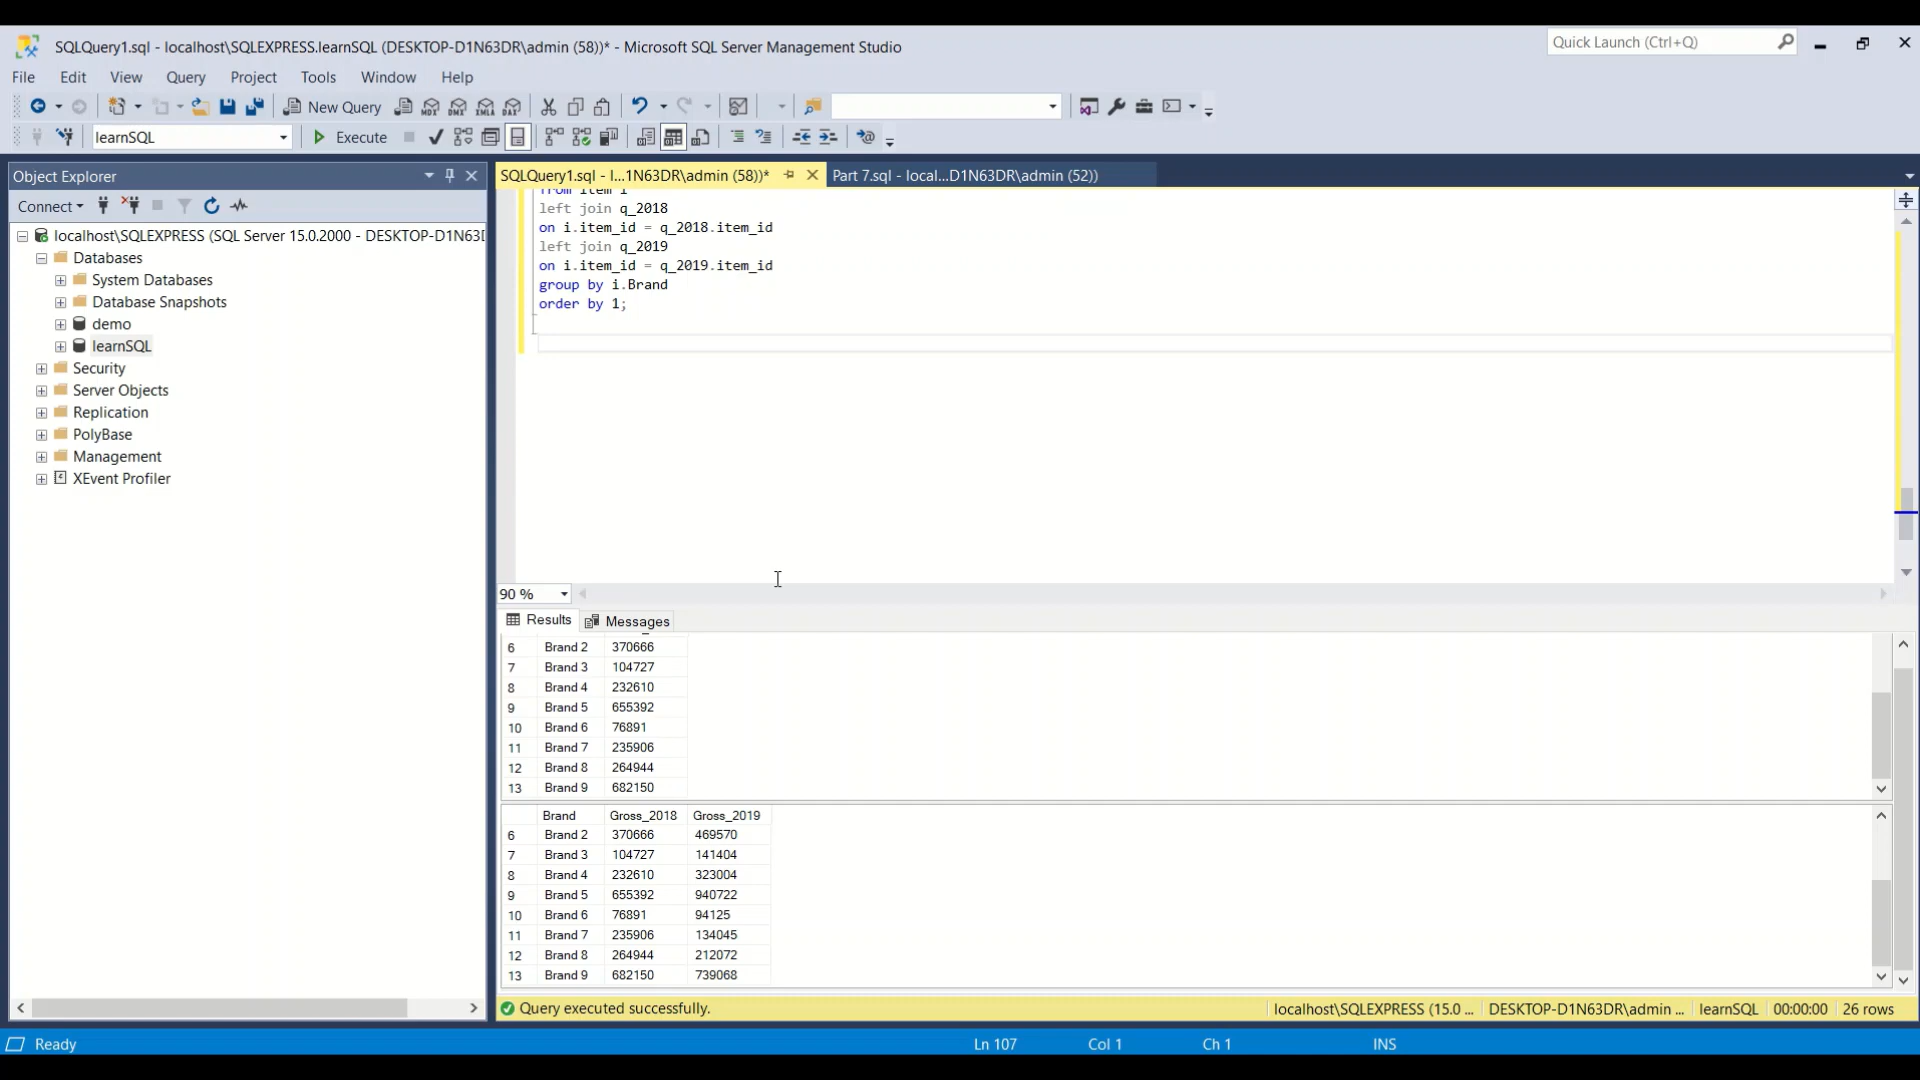 SQLQuery1.sql - localhost\SQLEXPRESS.learnSQL (DESKTOP-D1N63DR\admin (58))* - Microsoft SQL Server Management Studio
Quick Launch (Ctrl+Q)
File Edit View Query Project Tools Window Help
New Query
learnSQL Execute
Object Explorer
SQLQuery1.sql - l...1N63DR\admin (58))*
Part 7.sql - local...D1N63DR\admin (52))
Connect
localhost\SQLEXPRESS (SQL Server 15.0.2000 - DESKTOP-D1N63
Databases
System Databases
Database Snapshots
demo
learnSQL
Security
Server Objects
Replication
PolyBase
Management
XEvent Profiler
from item i
left join q_2018
on i.item_id = q_2018.item_id
left join q_2019
on i.item_id = q_2019.item_id
group by i.Brand
order by 1;
90 %
Results Messages
6 Brand 2 370666
7 Brand 3 104727
8 Brand 4 232610
9 Brand 5 655392
10 Brand 6 76891
11 Brand 7 235906
12 Brand 8 264944
13 Brand 9 682150
Brand Gross_2018 Gross_2019
6 Brand 2 370666 469570
7 Brand 3 104727 141404
8 Brand 4 232610 323004
9 Brand 5 655392 940722
10 Brand 6 76891 94125
11 Brand 7 235906 134045
12 Brand 8 264944 212072
13 Brand 9 682150 739068
Query executed successfully. localhost\SQLEXPRESS (15.0 ... DESKTOP-D1N63DR\admin ... learnSQL 00:00:00 26 rows
Ready Ln 107 Col 1 Ch 1 INS